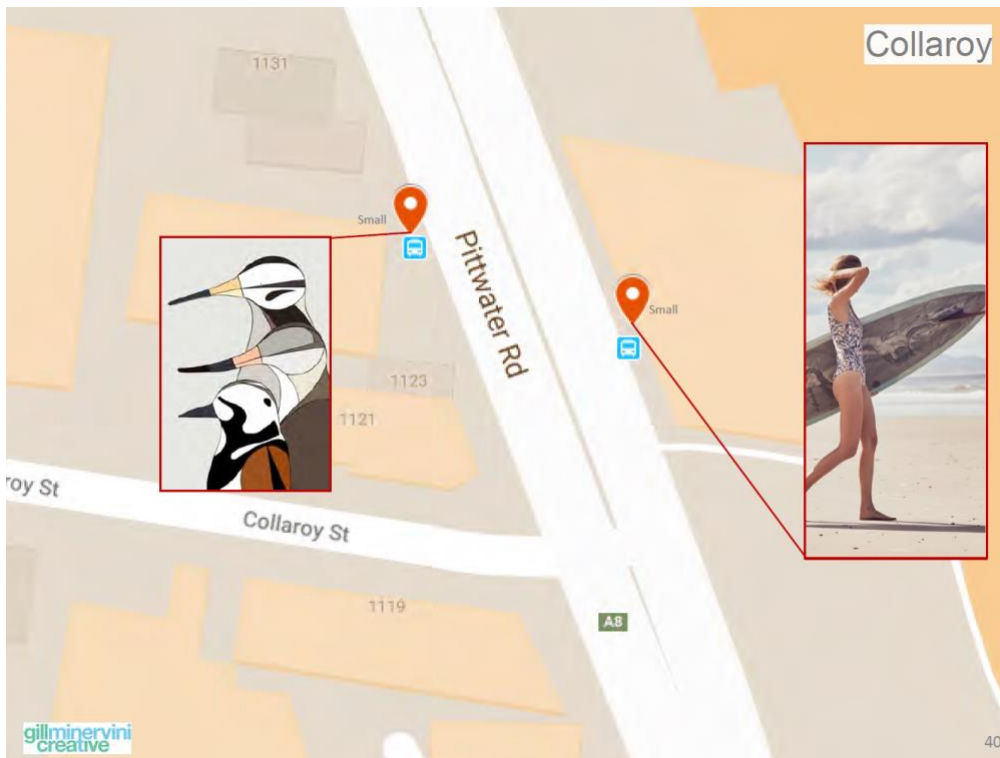 Collaroy
1131
Small
Pittwater Rd
Small
1123
1121
roy St
Collaroy St
1119
A8
gillminervini
creative
40